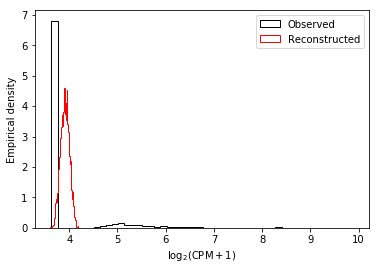 7
6
5
4
3
2
1
0
Empirical density
Observed
Reconstructed
4 5 6 7 8 9 10
log₂(CPM + 1)